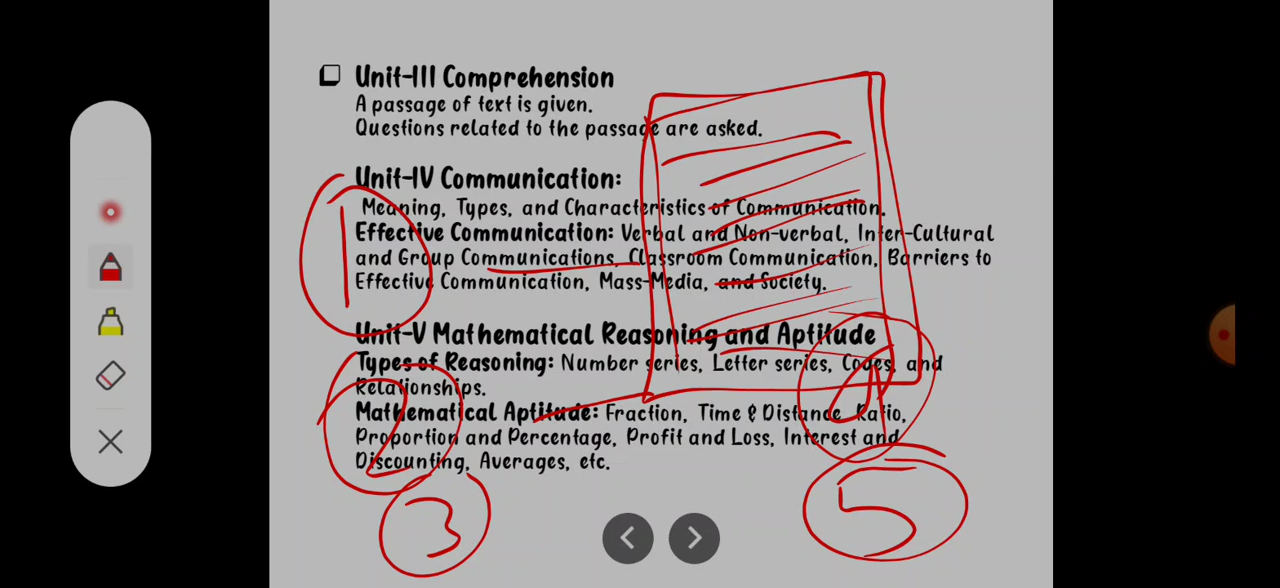 Unit-III Comprehension
A passage of text is given.
Questions related to the passage are asked.
Unit-IV Communication:
Meaning, Types, and Characteristics of Communication.
Effective Communication: Verbal and Non-verbal, Inter-Cultural
and Group Communications, Classroom Communication, Barriers to
Effective Communication, Mass-Media, and Society.
Unit-V Mathematical Reasoning and Aptitude
Types of Reasoning: Number series, Letter series, Codes, and
Relationships.
Mathematical Aptitude: Fraction, Time & Distance, Ratio,
Proportion and Percentage, Profit and Loss, Interest and
Discounting, Averages, etc.
1
2
3
4
5